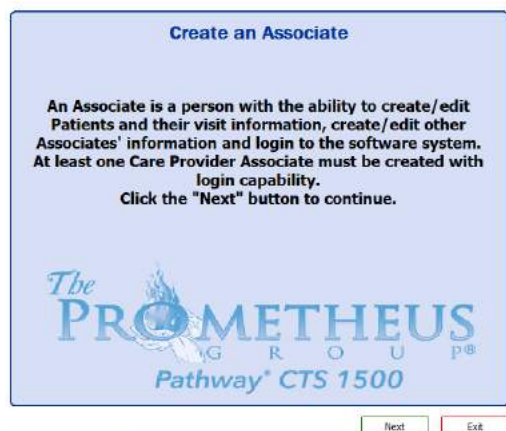 Create an Associate
An Associate is a person with the ability to create/edit
Patients and their visit information, create/edit other
Associates' information and login to the software system.
At least one Care Provider Associate must be created with
login capability.
Click the "Next" button to continue.
The
PROMETHEUS
GROUP®
Pathway® CTS 1500
Next Exit